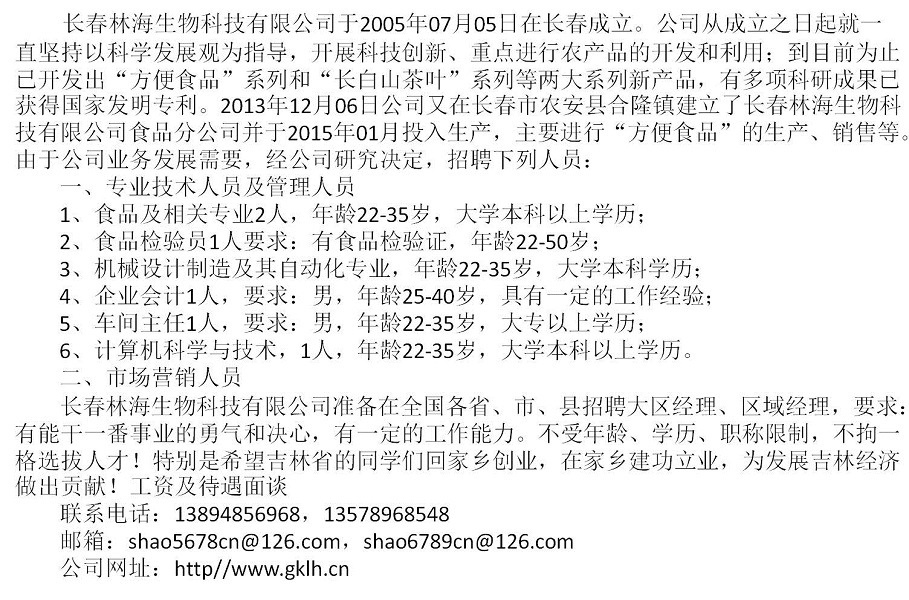 长春林海生物科技有限公司于2005年07月05日在长春成立。公司从成立之日起就一
直坚持以科学发展观为指导，开展科技创新、重点进行农产品的开发和利用；到目前为止
已开发出“方便食品”系列和“长白山茶叶”系列等两大系列新产品，有多项科研成果已
获得国家发明专利。2013年12月06日公司又在长春市农安县合隆镇建立了长春林海生物科
技有限公司食品分公司并于2015年01月投入生产，主要进行“方便食品”的生产、销售等。
由于公司业务发展需要，经公司研究决定，招聘下列人员：
一、专业技术人员及管理人员
1、食品及相关专业2人，年龄22-35岁，大学本科以上学历；
2、食品检验员1人要求：有食品检验证，年龄22-50岁；
3、机械设计制造及其自动化专业，年龄22-35岁，大学本科学历；
4、企业会计1人，要求：男，年龄25-40岁，具有一定的工作经验；
5、车间主任1人，要求：男，年龄22-35岁，大专以上学历；
6、计算机科学与技术，1人，年龄22-35岁，大学本科以上学历。
二、市场营销人员
长春林海生物科技有限公司准备在全国各省、市、县招聘大区经理、区域经理，要求：
有能干一番事业的勇气和决心，有一定的工作能力。不受年龄、学历、职称限制，不拘一
格选拔人才！特别是希望吉林省的同学们回家乡创业，在家乡建功立业，为发展吉林经济
做出贡献！工资及待遇面谈
联系电话：13894856968，13578968548
邮箱：shao5678cn@126.com，shao6789cn@126.com
公司网址：http//www.gklh.cn